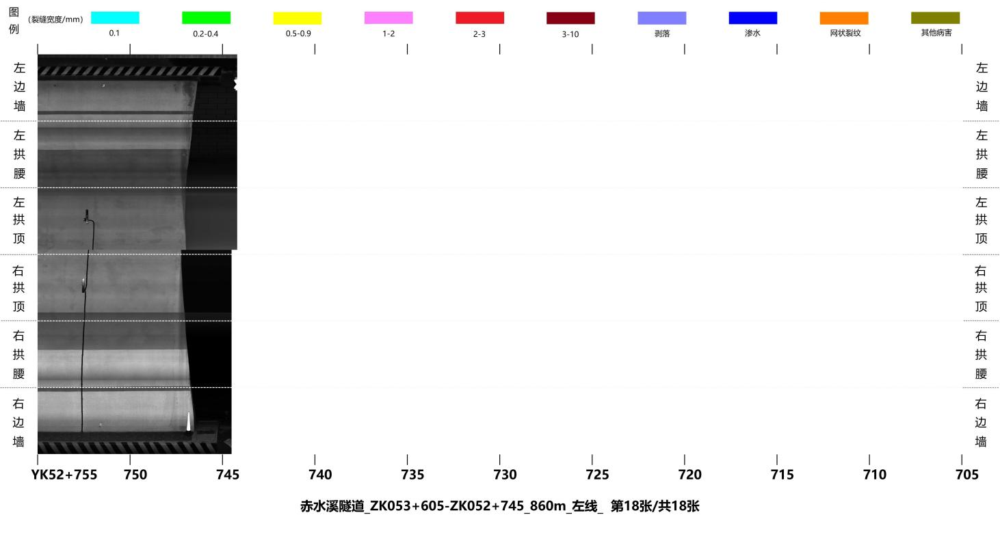 图例
(裂缝宽度/mm)
0.1
0.2-0.4
0.5-0.9
1-2
2-3
3-10
剥落
渗水
网状裂纹
其他病害
左边墙
左边墙
左拱腰
左拱腰
左拱顶
左拱顶
右拱顶
右拱顶
右拱腰
右拱腰
右边墙
右边墙
YK52+755 750 745 740 735 730 725 720 715 710 705
赤水溪隧道_ZK053+605-ZK052+745_860m_左线_ 第18张/共18张